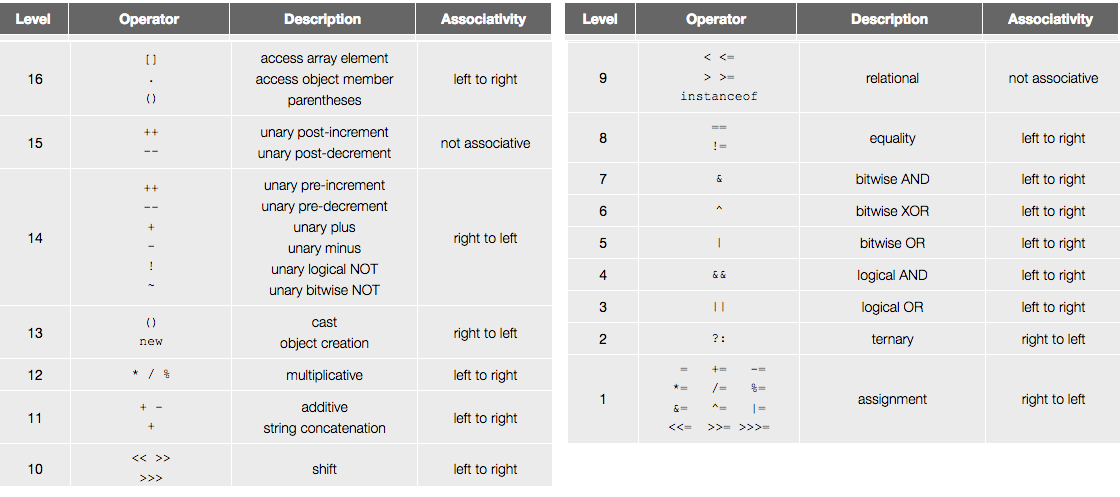 Level Operator Description Associativity
16 [] access array element left to right
. access object member
() parentheses
15 ++ unary post-increment not associative
-- unary post-decrement
14 ++ unary pre-increment right to left
-- unary pre-decrement
+ unary plus
- unary minus
! unary logical NOT
~ unary bitwise NOT
13 () cast right to left
new object creation
12 * / % multiplicative left to right
11 + - additive left to right
+ string concatenation
10 << >> shift left to right
>>>
Level Operator Description Associativity
9 < <= relational not associative
> >=
instanceof
8 == equality left to right
!=
7 & bitwise AND left to right
6 ^ bitwise XOR left to right
5 | bitwise OR left to right
4 && logical AND left to right
3 || logical OR left to right
2 ?: ternary right to left
1 = += -= assignment right to left
*= /= %=
&= ^= |=
<<= >>= >>>=